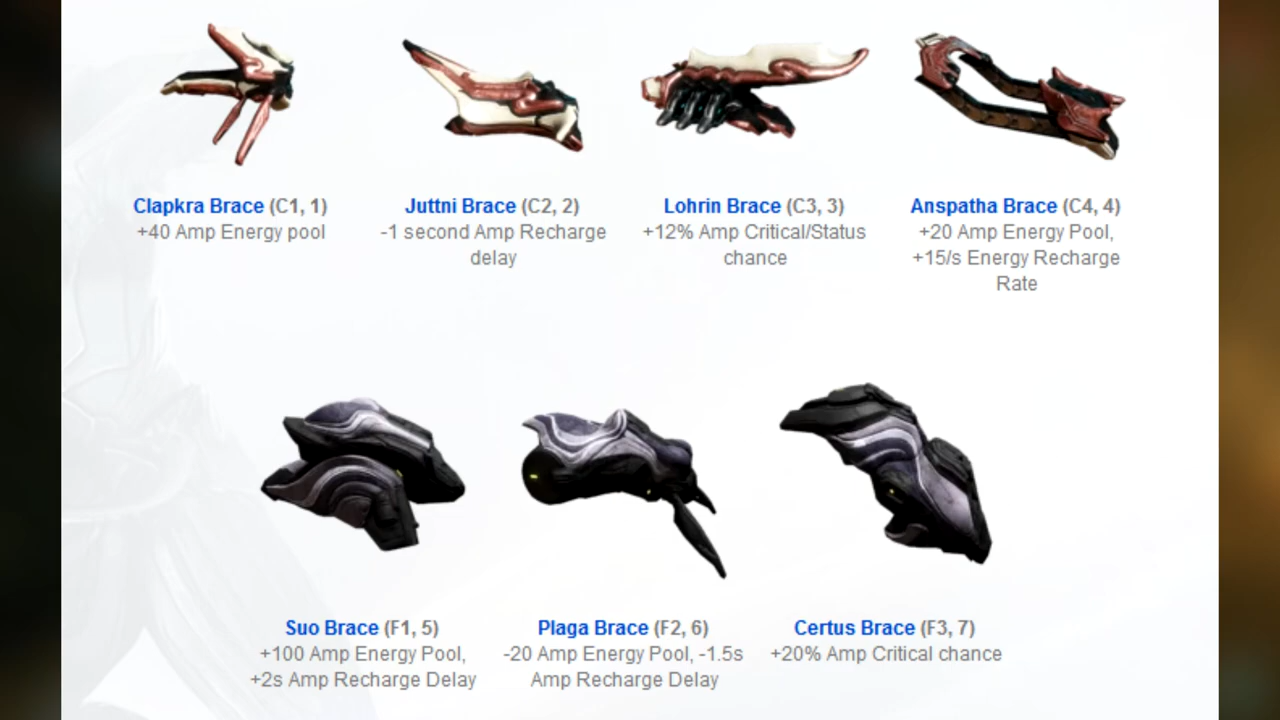 Clapkra Brace (C1, 1)
+40 Amp Energy pool
Juttni Brace (C2, 2)
-1 second Amp Recharge
delay
Lohrin Brace (C3, 3)
+12% Amp Critical/Status
chance
Anspatha Brace (C4, 4)
+20 Amp Energy Pool,
+15/s Energy Recharge
Rate
Suo Brace (F1, 5)
+100 Amp Energy Pool,
+2s Amp Recharge Delay
Plaga Brace (F2, 6)
-20 Amp Energy Pool, -1.5s
Amp Recharge Delay
Certus Brace (F3, 7)
+20% Amp Critical chance